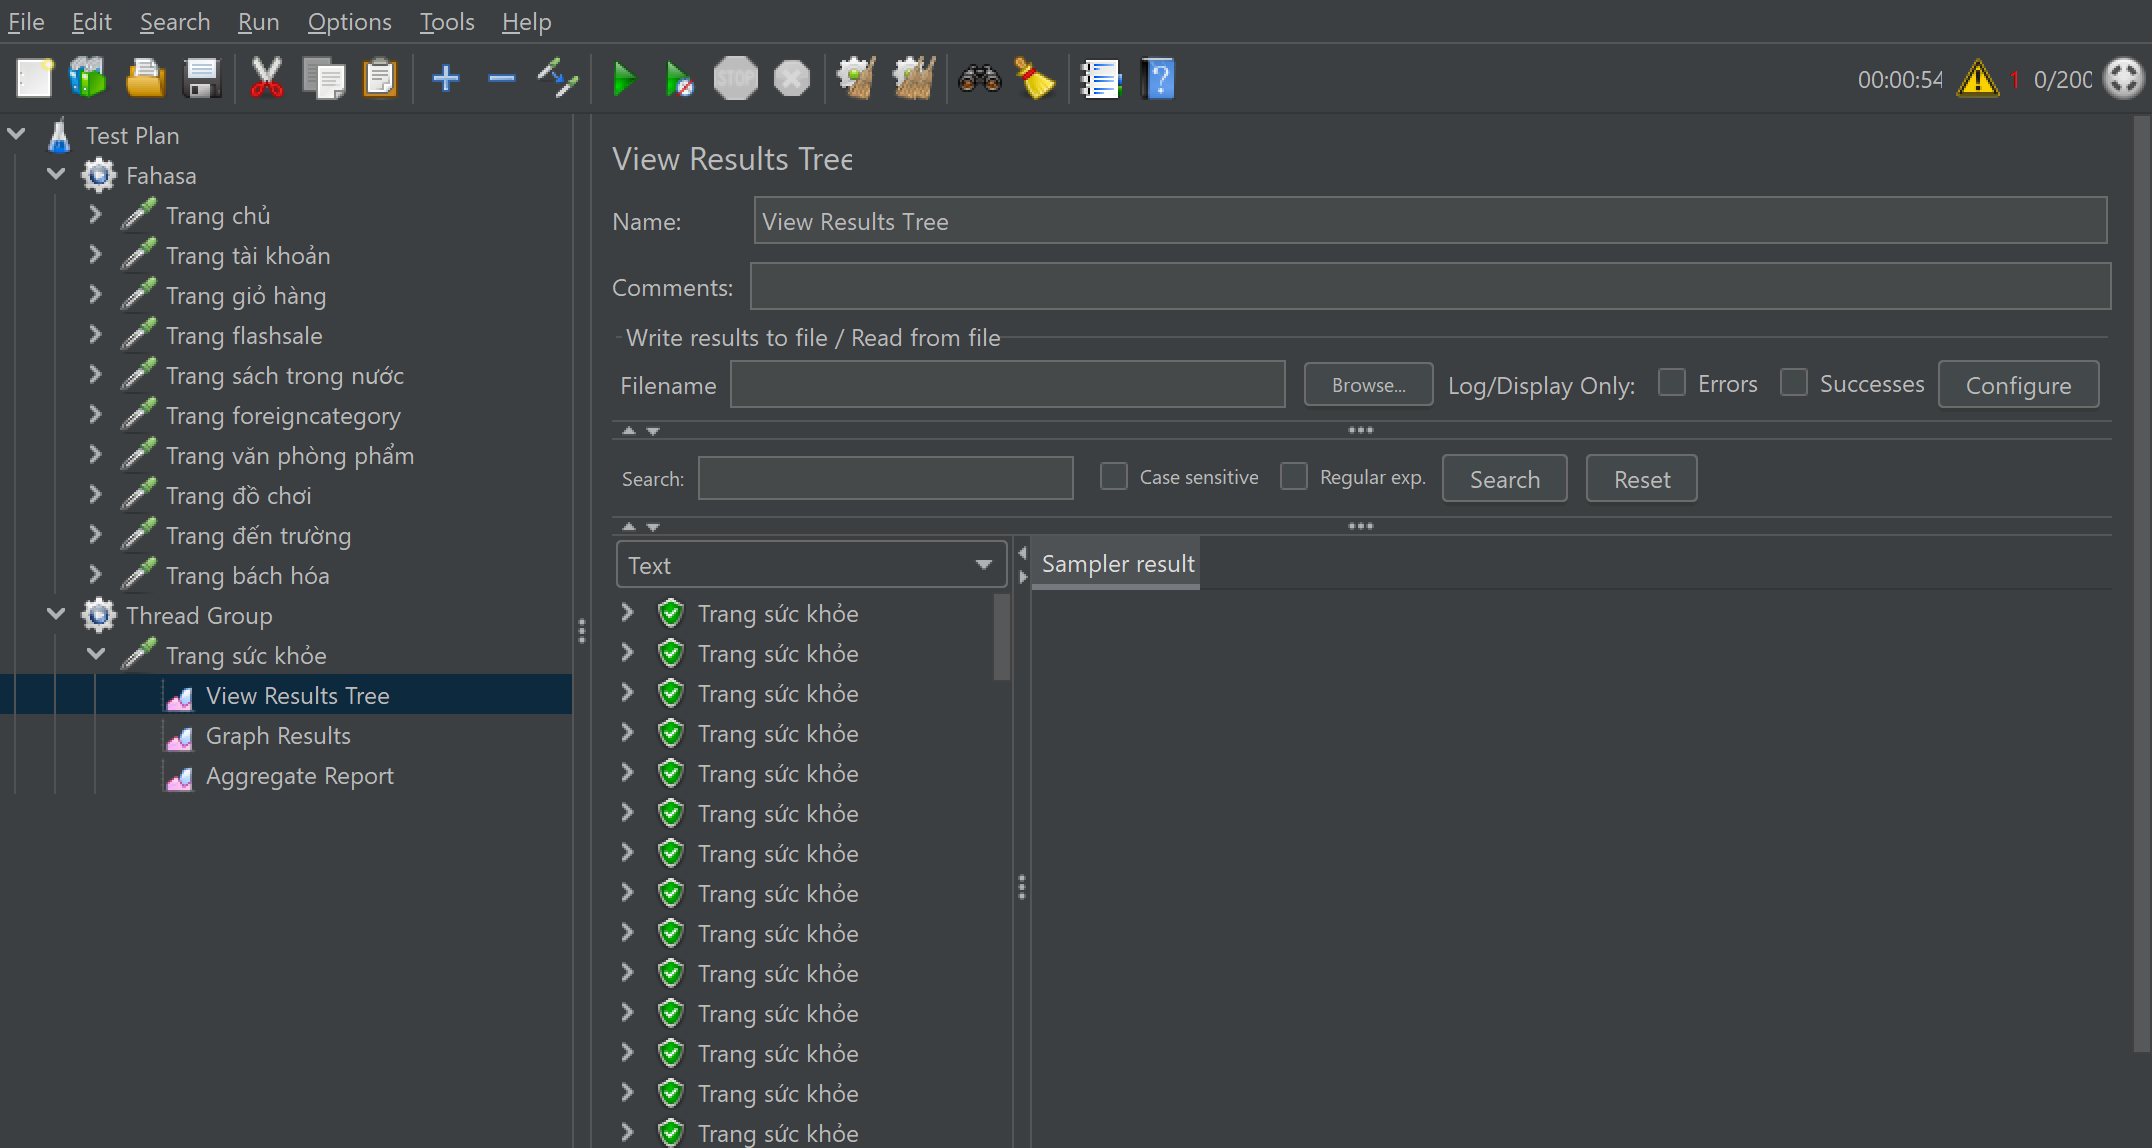 File Edit Search Run Options Tools Help
STOP
00:00:54 1 0/200
Test Plan
Fahasa
Trang chủ
Trang tài khoản
Trang giỏ hàng
Trang flashsale
Trang sách trong nước
Trang foreigncategory
Trang văn phòng phẩm
Trang đồ chơi
Trang đến trường
Trang bách hóa
Thread Group
Trang sức khỏe
View Results Tree
Graph Results
Aggregate Report
View Results Tree
Name: View Results Tree
Comments:
Write results to file / Read from file
Filename Browse... Log/Display Only: Errors Successes Configure
Search: Case sensitive Regular exp. Search Reset
Text
Sampler result
Trang sức khỏe
Trang sức khỏe
Trang sức khỏe
Trang sức khỏe
Trang sức khỏe
Trang sức khỏe
Trang sức khỏe
Trang sức khỏe
Trang sức khỏe
Trang sức khỏe
Trang sức khỏe
Trang sức khỏe
Trang sức khỏe
Trang sức khỏe